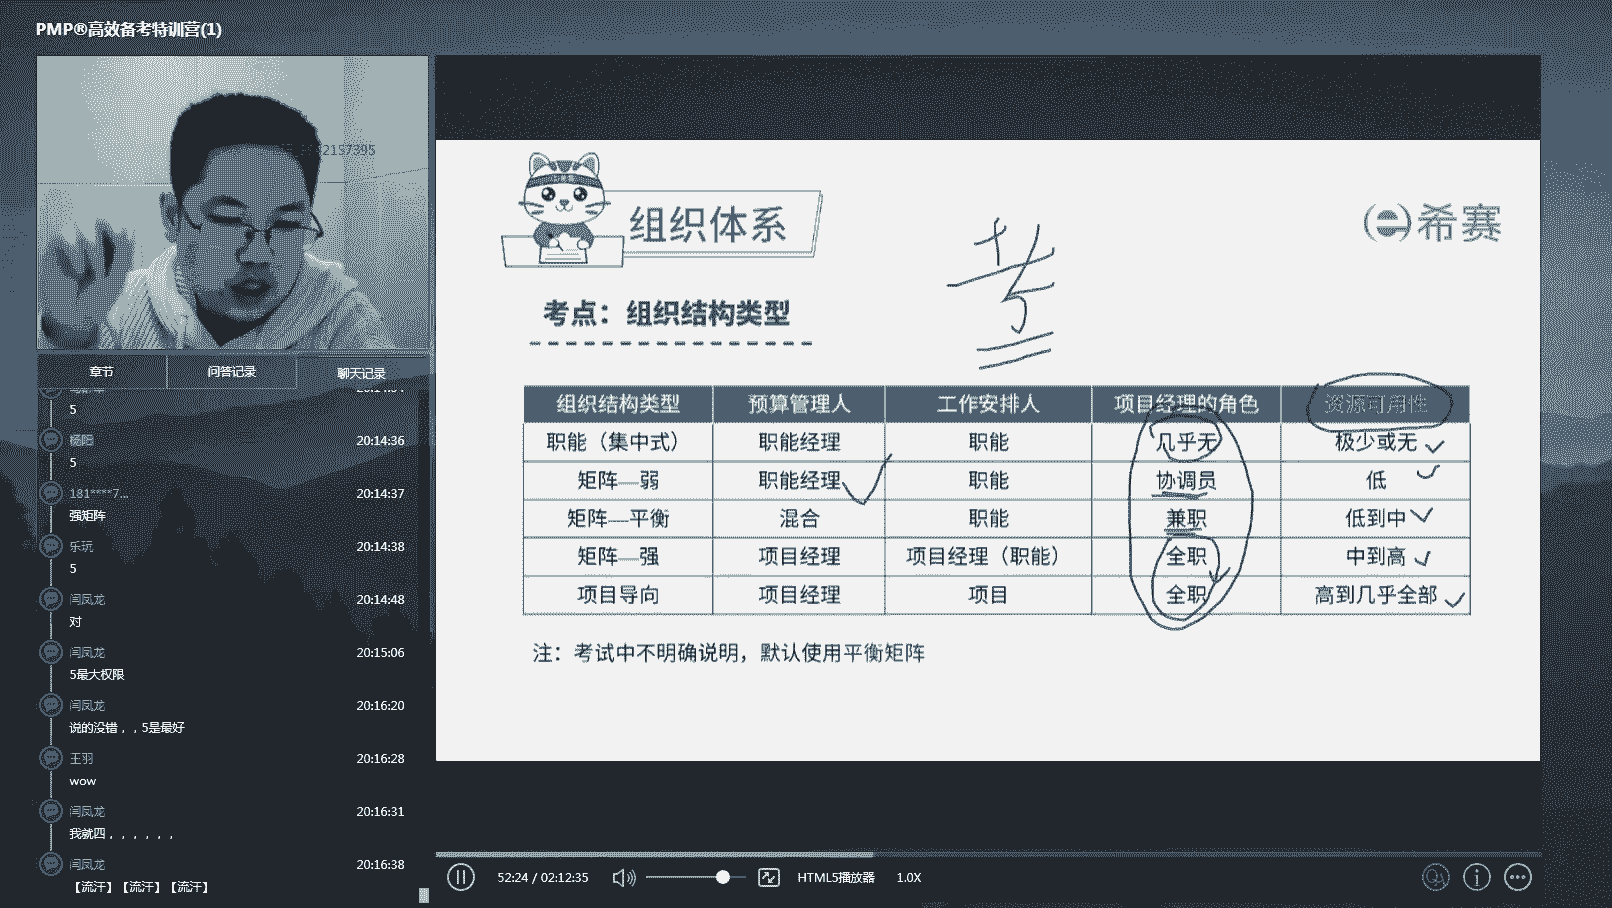 PMP®高效备考特训营(1)
2157395
章节
问答记录
聊天记录
5
杨阳
20:14:36
5
181****7...
20:14:37
强矩阵
乐玩
20:14:38
5
闫凤龙
20:14:48
对
闫凤龙
20:15:06
5最大权限
闫凤龙
20:16:20
说的没错，，5是最好
王羽
20:16:28
wow
闫凤龙
20:16:31
我就四，，，，，，
闫凤龙
20:16:38
【流汗】【流汗】【流汗】
组织体系
考
希赛
考点：组织结构类型
组织结构类型 预算管理人 工作安排人 项目经理的角色 资源可用性
职能（集中式） 职能经理 职能 几乎无 极少或无
矩阵—弱 职能经理 职能 协调员 低
矩阵—平衡 混合 职能 兼职 低到中
矩阵—强 项目经理 项目经理（职能） 全职 中到高
项目导向 项目经理 项目 全职 高到几乎全部
注：考试中不明确说明，默认使用平衡矩阵
52:24 / 02:12:35
HTML5播放器
1.0X